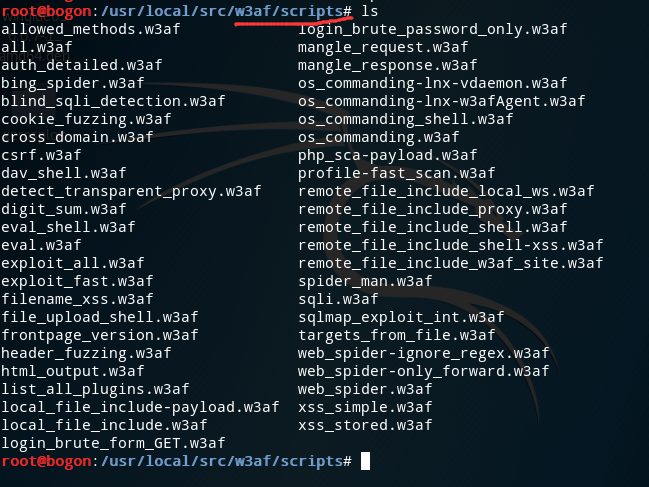 root@bogon:/usr/local/src/w3af/scripts# ls
allowed_methods.w3af login_brute_password_only.w3af
all.w3af mangle_request.w3af
auth_detailed.w3af mangle_response.w3af
bing_spider.w3af os_commanding-lnx-vdaemon.w3af
blind_sqli_detection.w3af os_commanding-lnx-w3afAgent.w3af
cookie_fuzzing.w3af os_commanding_shell.w3af
cross_domain.w3af os_commanding.w3af
csrf.w3af php_sca-payload.w3af
dav_shell.w3af profile-fast_scan.w3af
detect_transparent_proxy.w3af remote_file_include_local_ws.w3af
digit_sum.w3af remote_file_include_proxy.w3af
eval_shell.w3af remote_file_include_shell.w3af
eval.w3af remote_file_include_shell-xss.w3af
exploit_all.w3af remote_file_include_w3af_site.w3af
exploit_fast.w3af spider_man.w3af
filename_xss.w3af sqli.w3af
file_upload_shell.w3af sqlmap_exploit_int.w3af
frontpage_version.w3af targets_from_file.w3af
header_fuzzing.w3af web_spider-ignore_regex.w3af
html_output.w3af web_spider-only_forward.w3af
list_all_plugins.w3af web_spider.w3af
local_file_include-payload.w3af xss_simple.w3af
local_file_include.w3af xss_stored.w3af
login_brute_form_GET.w3af
root@bogon:/usr/local/src/w3af/scripts#